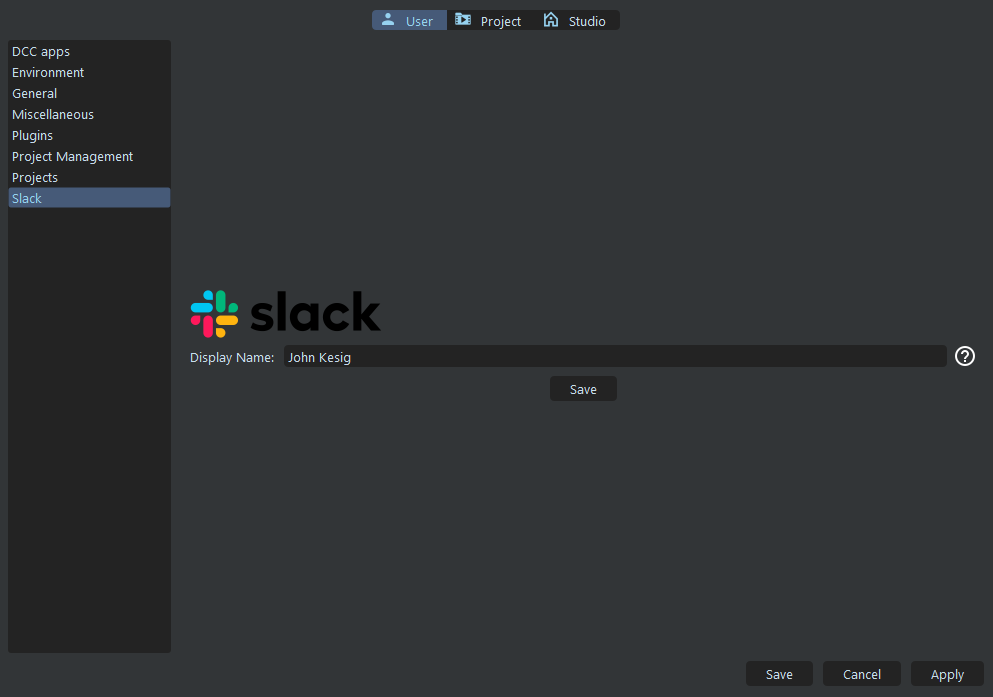 User Project Studio
DCC apps
Environment
General
Miscellaneous
Plugins
Project Management
Projects
Slack
slack
Display Name: John Kesig
Save
Save Cancel Apply